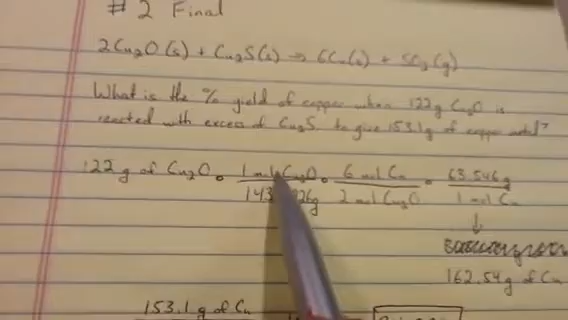 # 2 Final
2Cu₂O(s) + Cu₂S(s) → 6Cu(s) + SO₂(g)
What is the % yield of copper when 122g Cu₂O is
reacted with excess of Cu₂S to give 153.1g of copper metal?
122 g of Cu₂O • 1 mol Cu₂O • 6 mol Cu • 63.546g
143 26g 2 mol Cu₂O 1 mol Cu
↓
162.54g of Cu
153.1 g of Cu